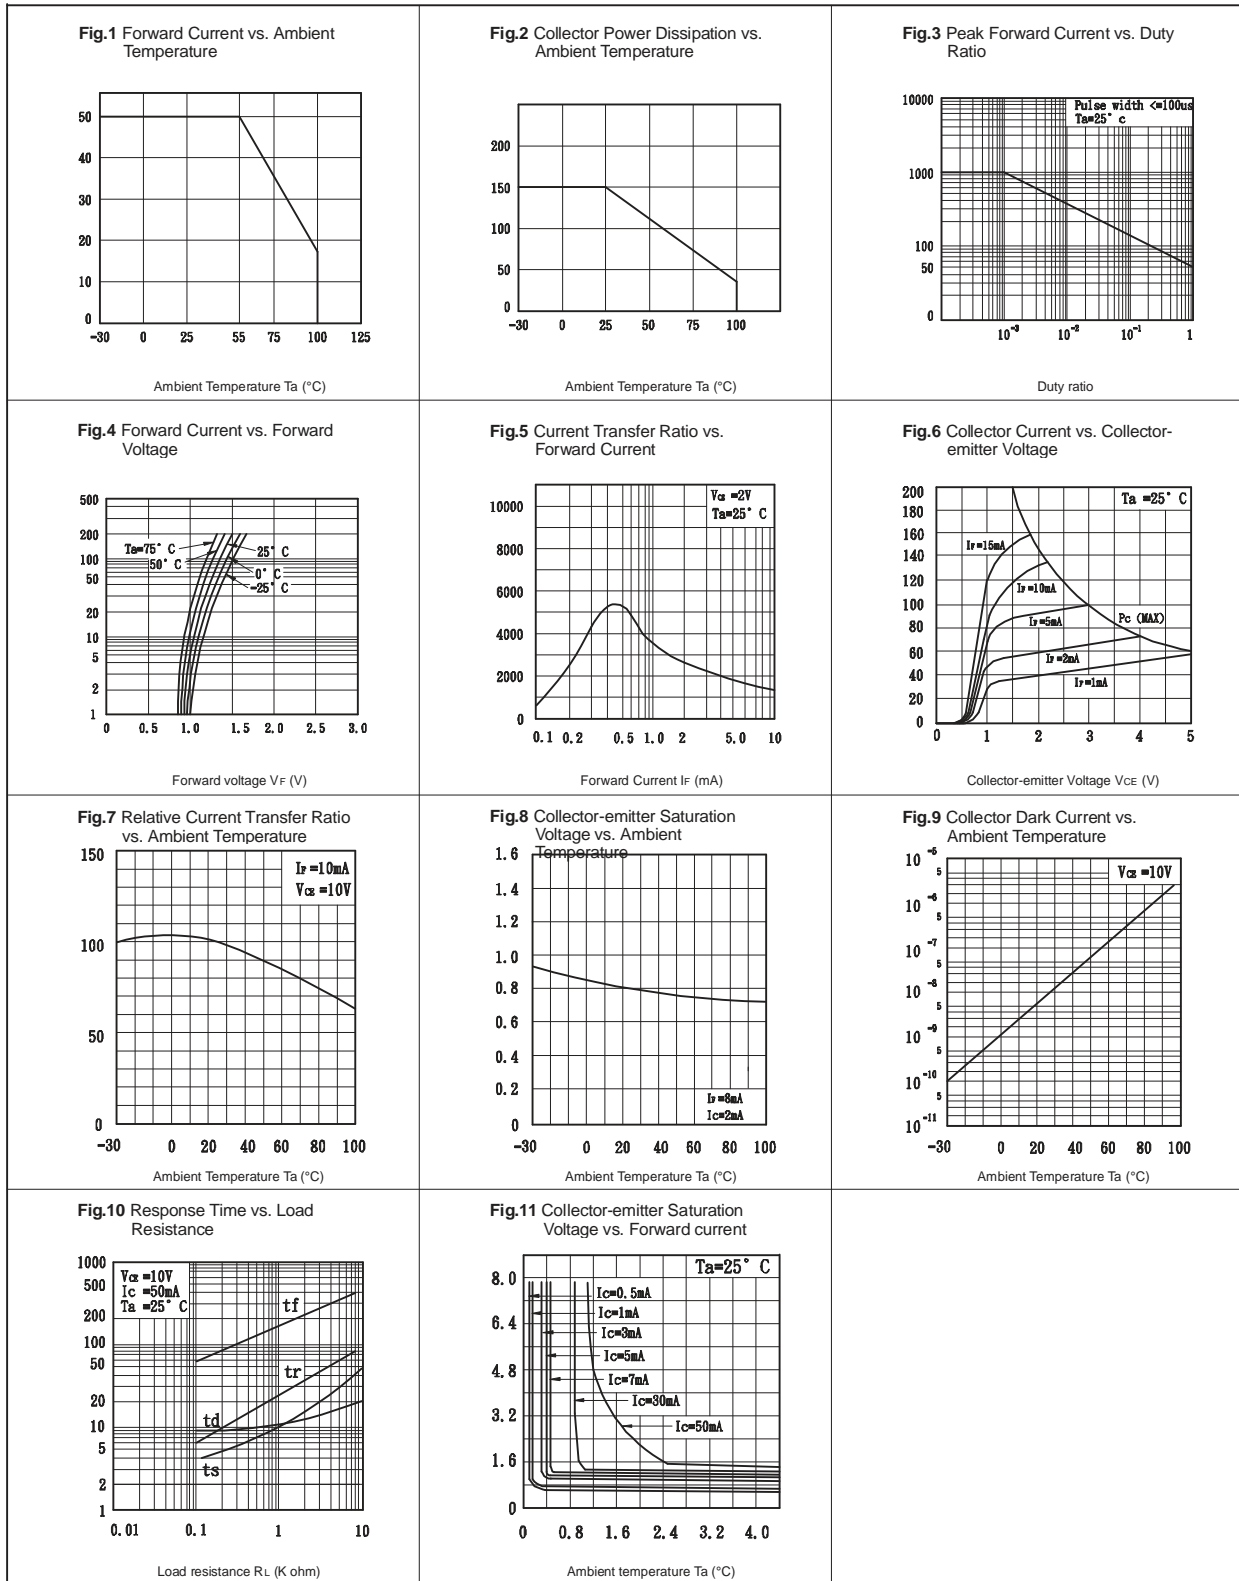 Fig.1 Forward Current vs. Ambient
Temperature
50
40
30
20
10
0
-30 0 25 55 75 100 125
Ambient Temperature Ta (°C)
Fig.2 Collector Power Dissipation vs.
Ambient Temperature
200
150
100
50
0
-30 0 25 50 75 100
Ambient Temperature Ta (°C)
Fig.3 Peak Forward Current vs. Duty
Ratio
Pulse width <=100us
Ta=25° c
10000
1000
100
50
0
10⁻³ 10⁻² 10⁻¹ 1
Duty ratio
Fig.4 Forward Current vs. Forward
Voltage
500
200
100
50
20
10
5
2
1
Ta=75° C
50° C
25° C
0° C
-25° C
0 0.5 1.0 1.5 2.0 2.5 3.0
Forward voltage VF (V)
Fig.5 Current Transfer Ratio vs.
Forward Current
VCE =2V
Ta=25° C
10000
8000
6000
4000
2000
0
0.1 0.2 0.5 1.0 2 5.0 10
Forward Current IF (mA)
Fig.6 Collector Current vs. Collector-
emitter Voltage
Ta =25° C
200
180
160
140
120
100
80
60
40
20
0
IF=15mA
IF=10mA
IF=5mA
Pc (MAX)
IF=2mA
IF=1mA
0 1 2 3 4 5
Collector-emitter Voltage VCE (V)
Fig.7 Relative Current Transfer Ratio
vs. Ambient Temperature
IF =10mA
VCE =10V
150
100
50
0
-30 0 20 40 60 80 100
Ambient Temperature Ta (°C)
Fig.8 Collector-emitter Saturation
Voltage vs. Ambient
Temperature
1.6
1.4
1.2
1.0
0.8
0.6
0.4
0.2
0
IF=8mA
Ic=2mA
-30 0 20 40 60 80 100
Ambient Temperature Ta (°C)
Fig.9 Collector Dark Current vs.
Ambient Temperature
VCE =10V
10⁻⁵
5
10⁻⁶
5
10⁻⁷
5
10⁻⁸
5
10⁻⁹
5
10⁻¹⁰
5
10⁻¹¹
-30 0 20 40 60 80 100
Ambient Temperature Ta (°C)
Fig.10 Response Time vs. Load
Resistance
VCE =10V
Ic =50mA
Ta =25° C
1000
500
200
100
50
20
10
5
2
1
tf
tr
td
ts
0.01 0.1 1 10
Load resistance RL (K ohm)
Fig.11 Collector-emitter Saturation
Voltage vs. Forward current
Ta=25° C
8.0
6.4
4.8
3.2
1.6
0
Ic=0.5mA
Ic=1mA
Ic=3mA
Ic=5mA
Ic=7mA
Ic=30mA
Ic=50mA
0 0.8 1.6 2.4 3.2 4.0
Ambient temperature Ta (°C)